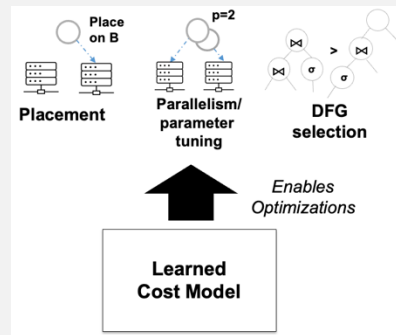 Place
on B
p=2
⋈
⋈
σ
>
⋈
σ
Placement
Parallelism/
parameter
tuning
DFG
selection
Enables
Optimizations
Learned
Cost Model